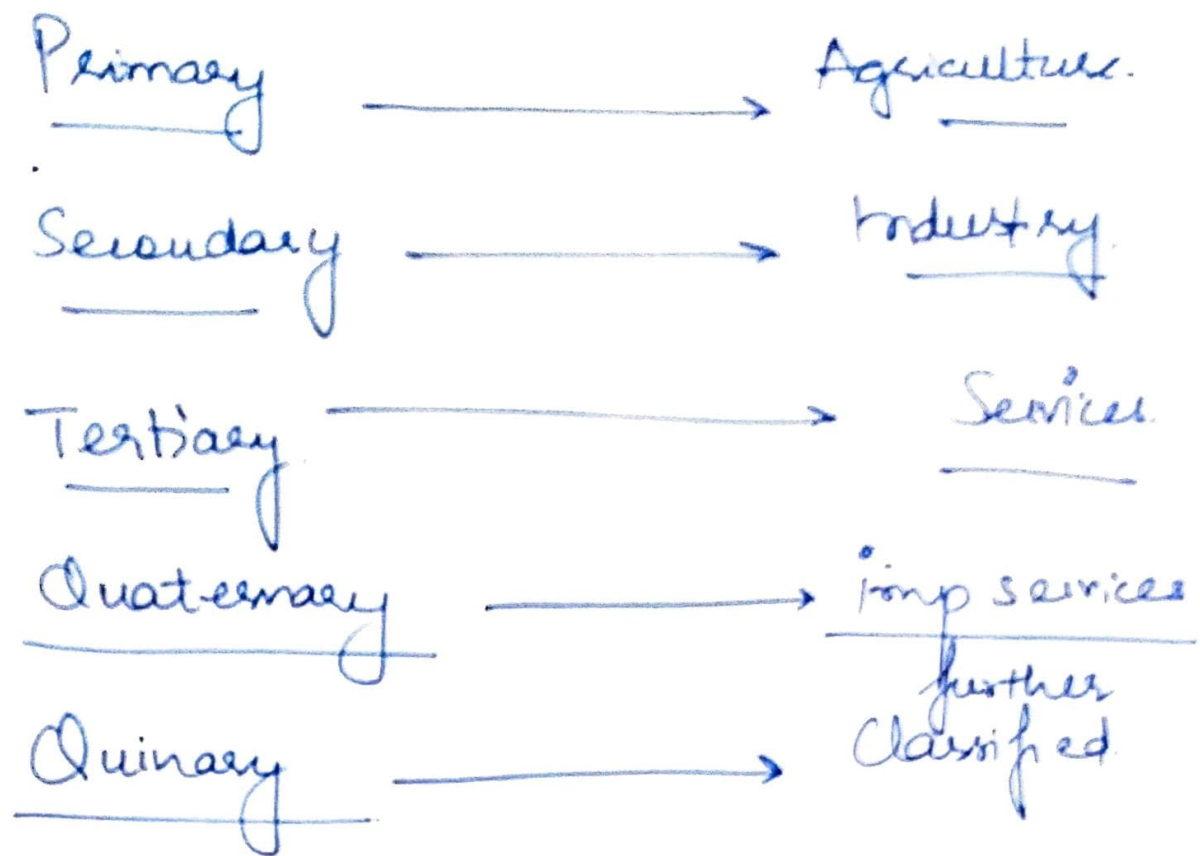 Primary → Agriculture.
Secondary → Industry
Tertiary → Services
Quaternary → imp services
further
Quinary → Classified